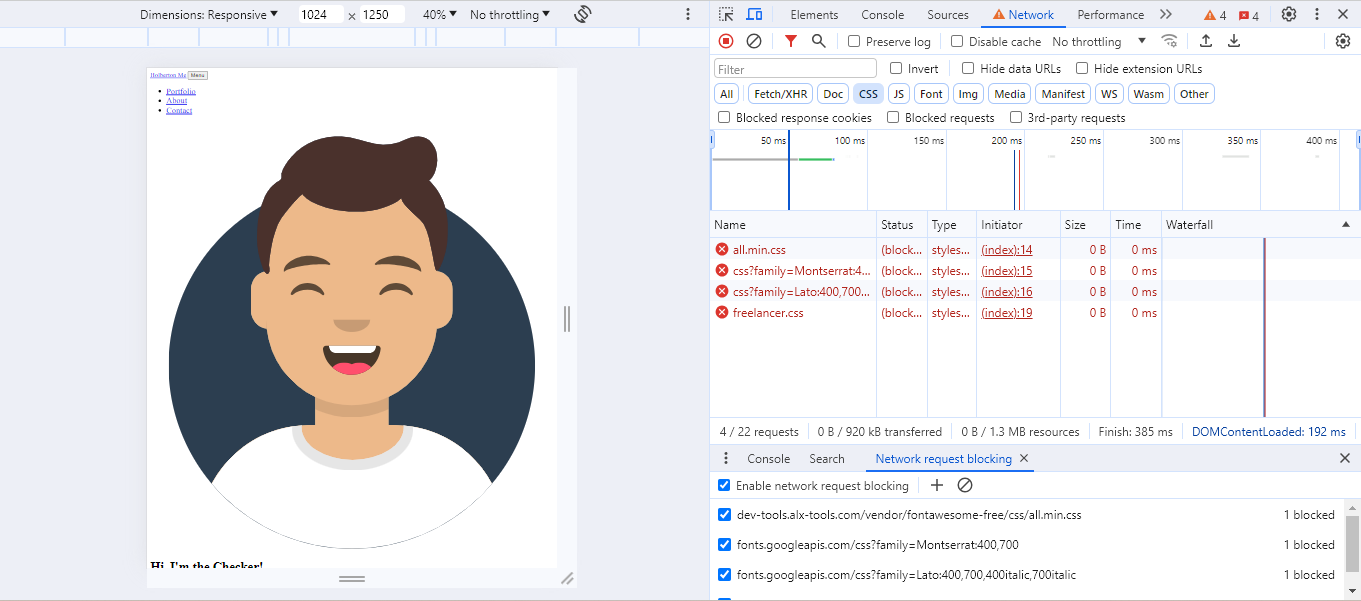 Dimensions: Responsive 1024 x 1250 40% No throttling
Holberton Me Menu
Portfolio
About
Contact
Hi, I'm the Checker!
Elements Console Sources Network Performance 4 4
Preserve log Disable cache No throttling
Filter Invert Hide data URLs Hide extension URLs
All Fetch/XHR Doc CSS JS Font Img Media Manifest WS Wasm Other
Blocked response cookies Blocked requests 3rd-party requests
50 ms 100 ms 150 ms 200 ms 250 ms 300 ms 350 ms 400 ms
Name Status Type Initiator Size Time Waterfall
all.min.css (block... styles... (index):14 0 B 0 ms
css?family=Montserrat:4... (block... styles... (index):15 0 B 0 ms
css?family=Lato:400,700... (block... styles... (index):16 0 B 0 ms
freelancer.css (block... styles... (index):19 0 B 0 ms
4 / 22 requests 0 B / 920 kB transferred 0 B / 1.3 MB resources Finish: 385 ms DOMContentLoaded: 192 ms
Console Search Network request blocking
Enable network request blocking
dev-tools.alx-tools.com/vendor/fontawesome-free/css/all.min.css 1 blocked
fonts.googleapis.com/css?family=Montserrat:400,700 1 blocked
fonts.googleapis.com/css?family=Lato:400,700,400italic,700italic 1 blocked